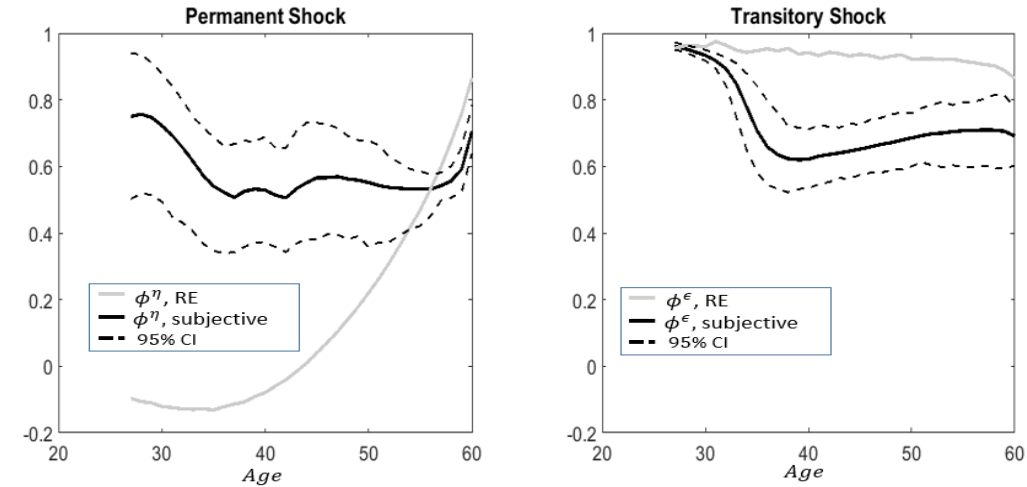 Permanent Shock
1
0.8
0.6
0.4
0.2
0
-0.2
20 30 40 50 60
Age
ϕ^η, RE
ϕ^η, subjective
95% CI
Transitory Shock
1
0.8
0.6
0.4
0.2
0
-0.2
20 30 40 50 60
Age
ϕ^ϵ, RE
ϕ^ϵ, subjective
95% CI